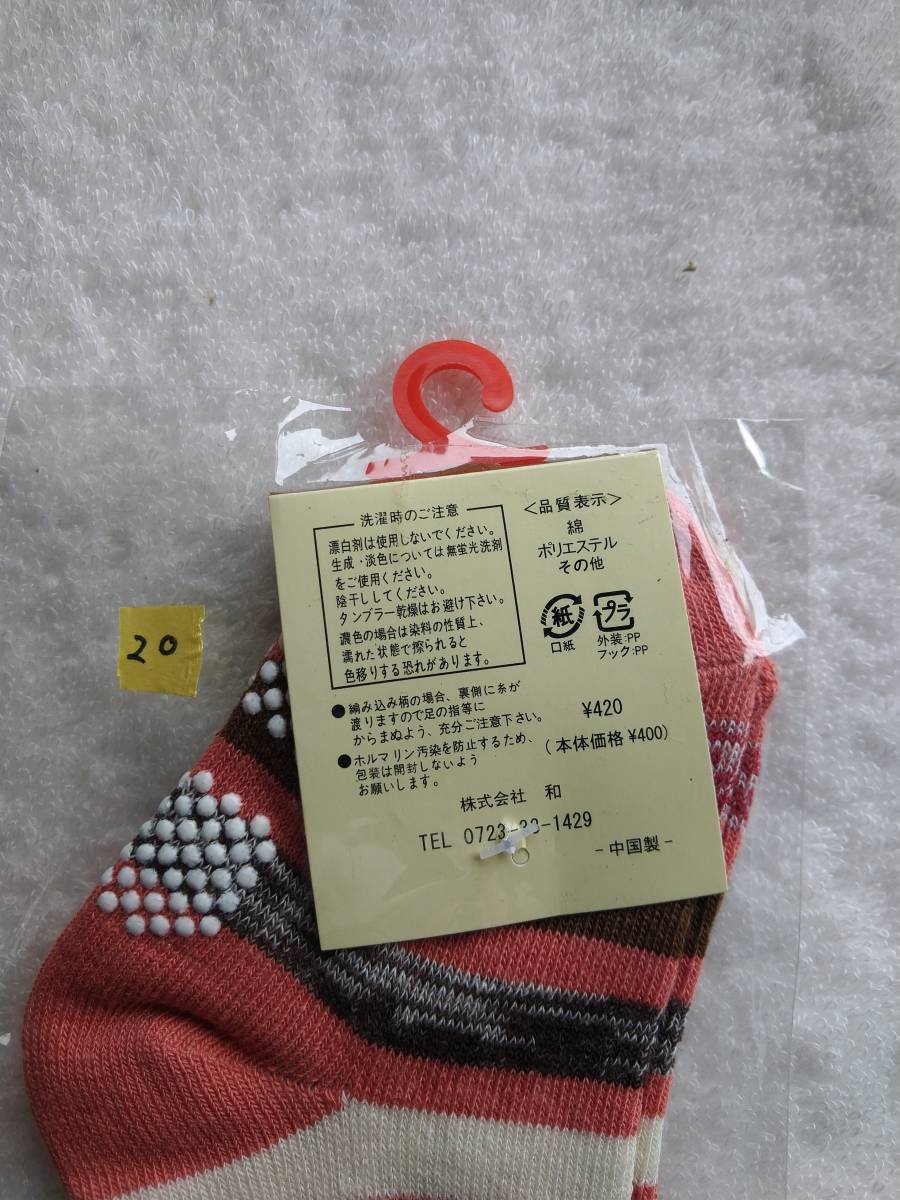 20
洗濯時のご注意
漂白剤は使用しないでください。
生成・淡色については無蛍光洗剤
をご使用ください。
陰干ししてください。
タンブラー乾燥はお避け下さい。
濃色の場合は染料の性質上、
濡れた状態で擦られると
色移りする恐れがあります。
●編み込み柄の場合、裏側に糸が
渡りますので足の指等に
からまぬよう、充分ご注意下さい。
●ホルマリン汚染を防止するため、
包装は開封しないよう
お願いします。
<品質表示>
綿
ポリエステル
その他
紙
口紙
プラ
外装:PP
フック:PP
¥420
(本体価格¥400)
株式会社 和
TEL 0723- -1429
-中国製-